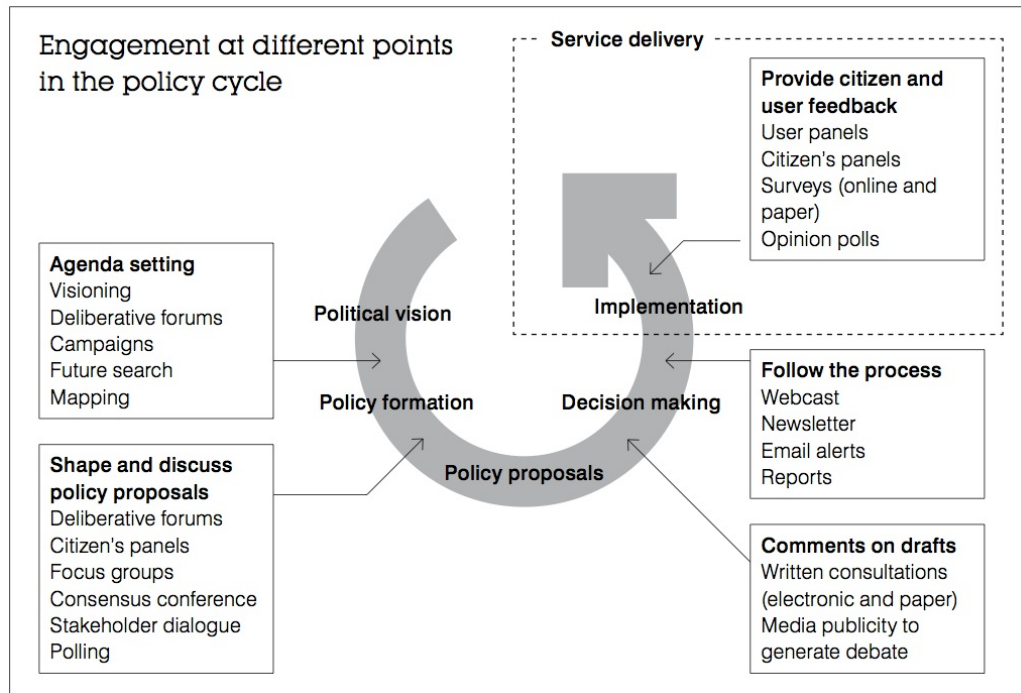 Engagement at different points
in the policy cycle
Service delivery
Provide citizen and
user feedback
User panels
Citizen's panels
Surveys (online and
paper)
Opinion polls
Agenda setting
Visioning
Deliberative forums
Campaigns
Future search
Mapping
Political vision
Implementation
Policy formation
Decision making
Policy proposals
Follow the process
Webcast
Newsletter
Email alerts
Reports
Shape and discuss
policy proposals
Deliberative forums
Citizen's panels
Focus groups
Consensus conference
Stakeholder dialogue
Polling
Comments on drafts
Written consultations
(electronic and paper)
Media publicity to
generate debate